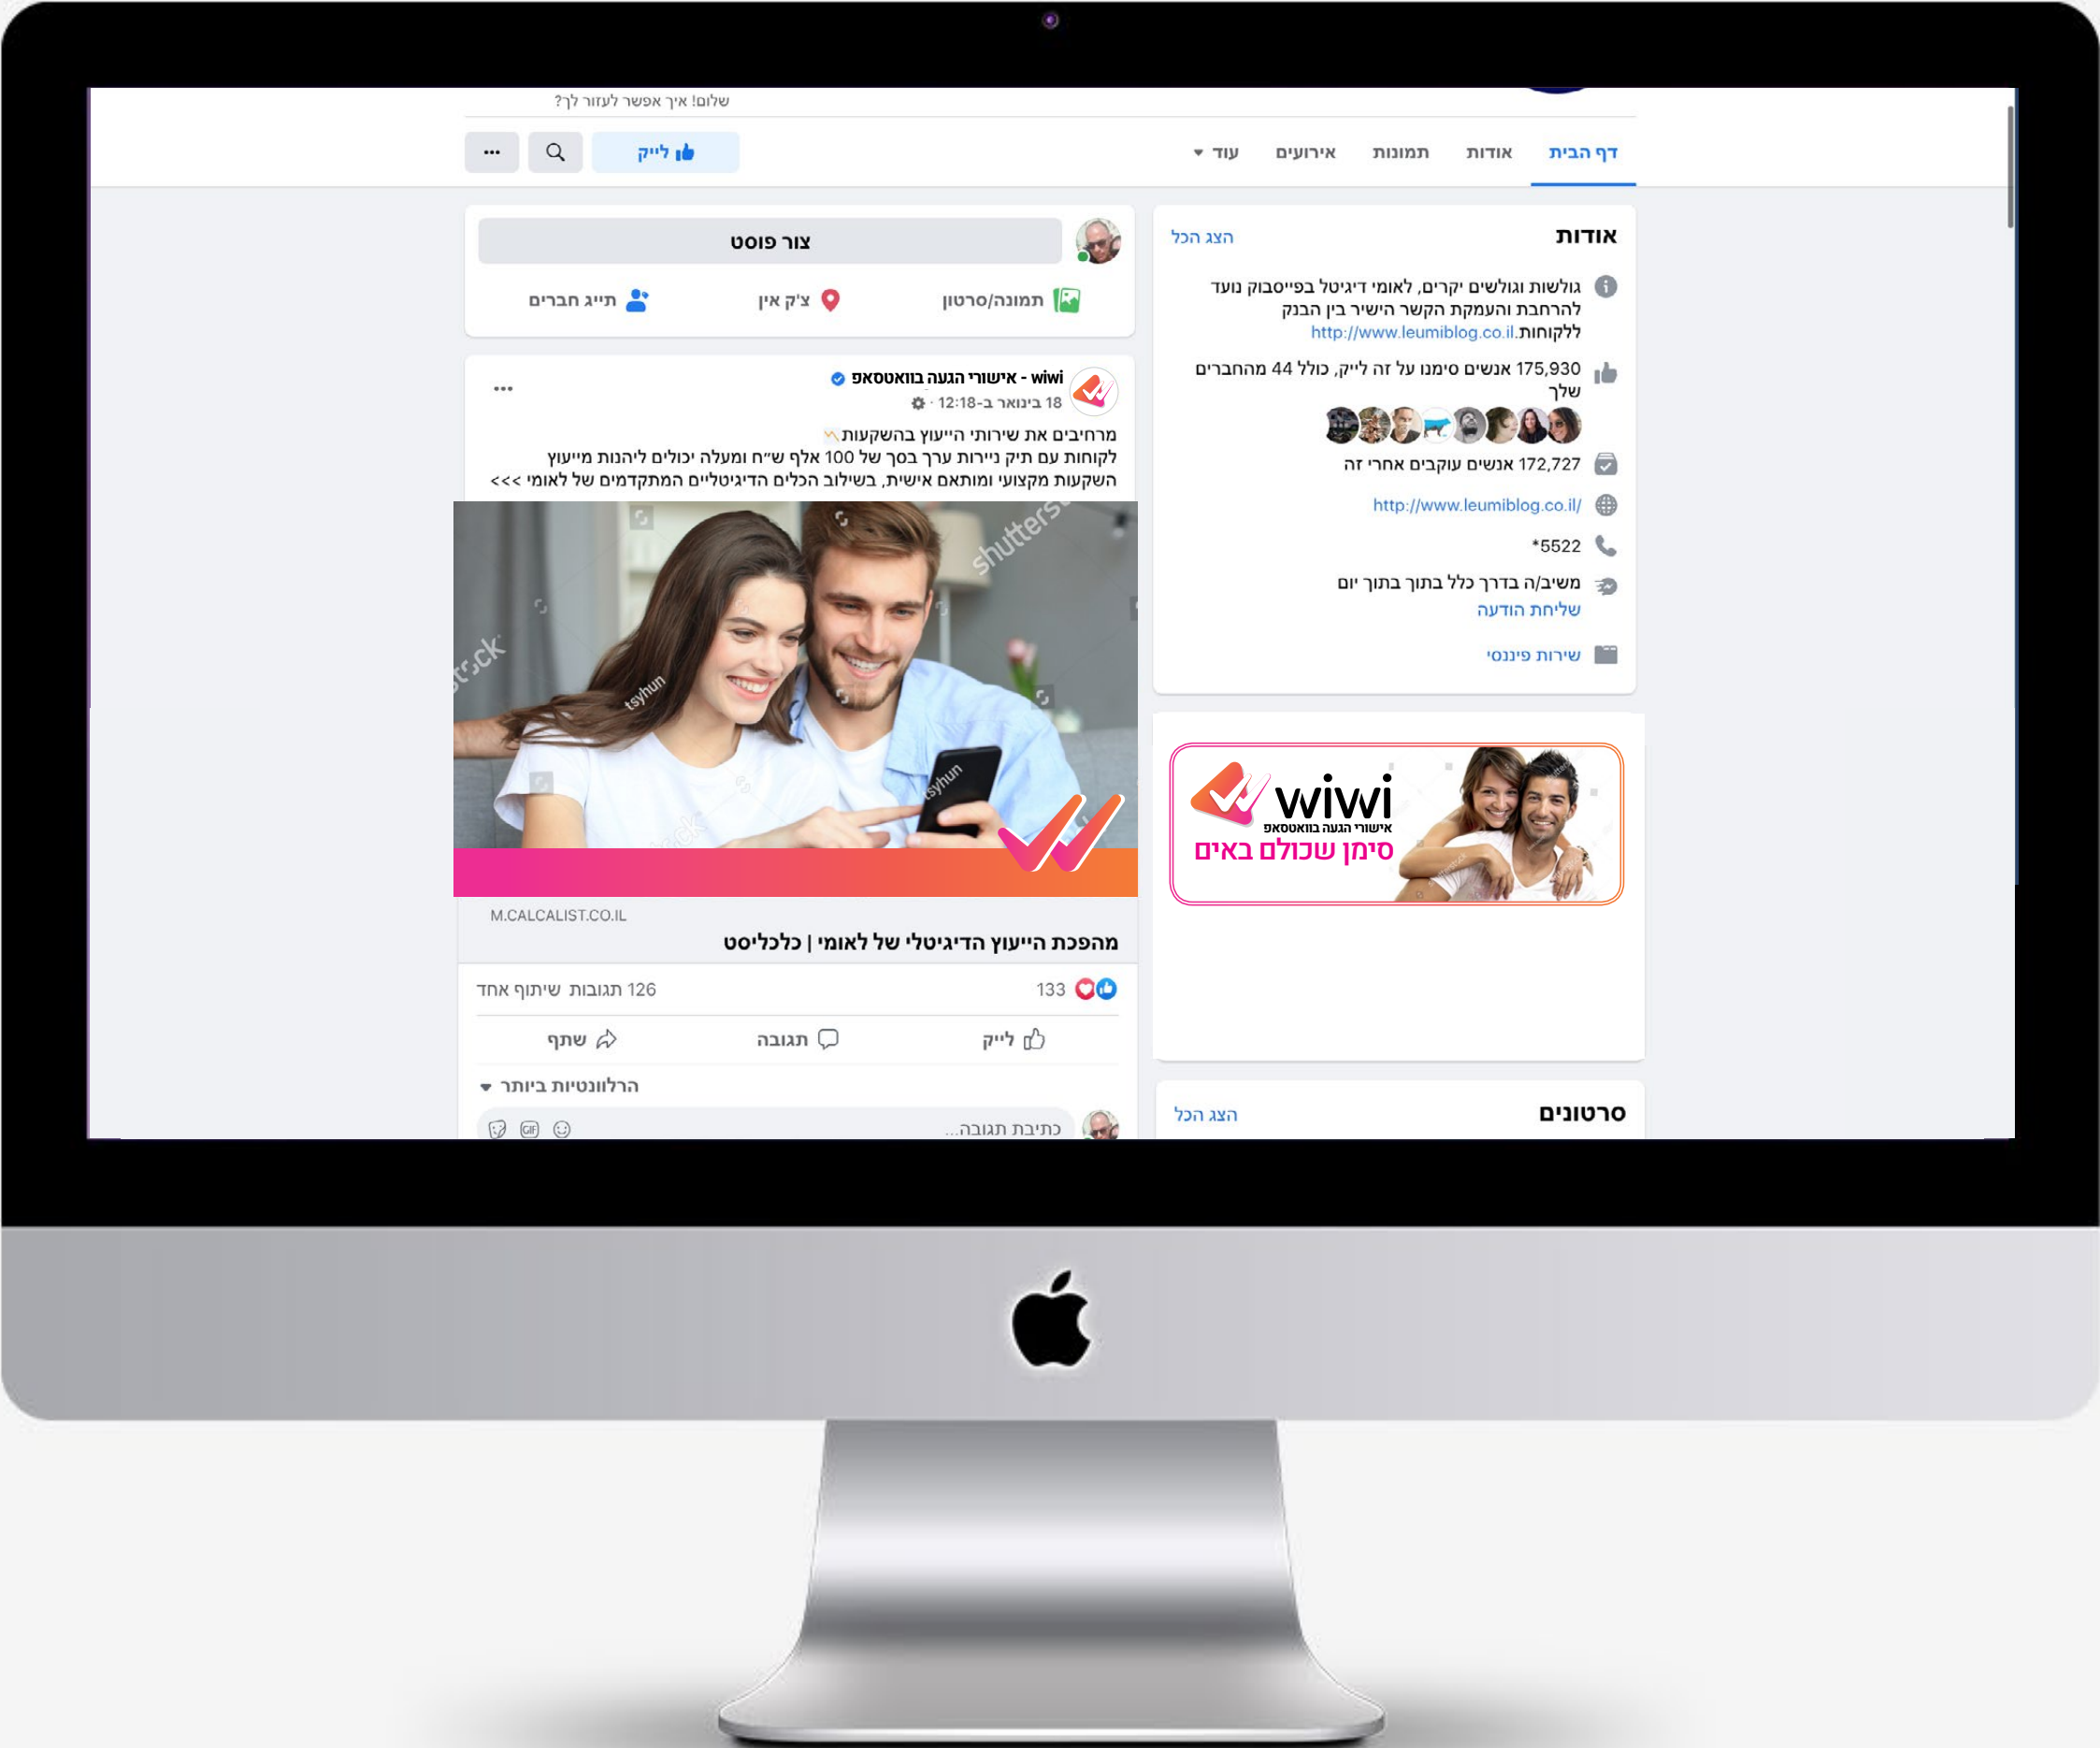 שלום! איך אפשר לעזור לך?
דף הבית
אודות
תמונות
אירועים
עוד
לייק
אודות
הצג הכל
גולשות וגולשים יקרים, לאומי דיגיטל בפייסבוק נועד
להרחבת והעמקת הקשר הישיר בין הבנק
ללקוחות.http://www.leumiblog.co.il
175,930 אנשים סימנו על זה לייק, כולל 44 מהחברים
שלך
172,727 אנשים עוקבים אחרי זה
http://www.leumiblog.co.il/
*5522
משיב/ה בדרך כלל בתוך בתוך יום
שליחת הודעה
שירות פיננסי
wiwi
אישורי הגעה בוואטסאפ
סימן שכולם באים
סרטונים
הצג הכל
צור פוסט
תמונה/סרטון
צ'ק אין
תייג חברים
wiwi - אישורי הגעה בוואטסאפ
18 בינואר ב-12:18 ·
מרחיבים את שירותי הייעוץ בהשקעות
לקוחות עם תיק ניירות ערך בסך של 100 אלף ש״ח ומעלה יכולים ליהנות מייעוץ
השקעות מקצועי ומותאם אישית, בשילוב הכלים הדיגיטליים המתקדמים של לאומי >>>
shutters
stock
tsyhun
tsyhun
stock
M.CALCALIST.CO.IL
מהפכת הייעוץ הדיגיטלי של לאומי | כלכליסט
133
126 תגובות שיתוף אחד
לייק
תגובה
שתף
הרלוונטיות ביותר
כתיבת תגובה...
GIF